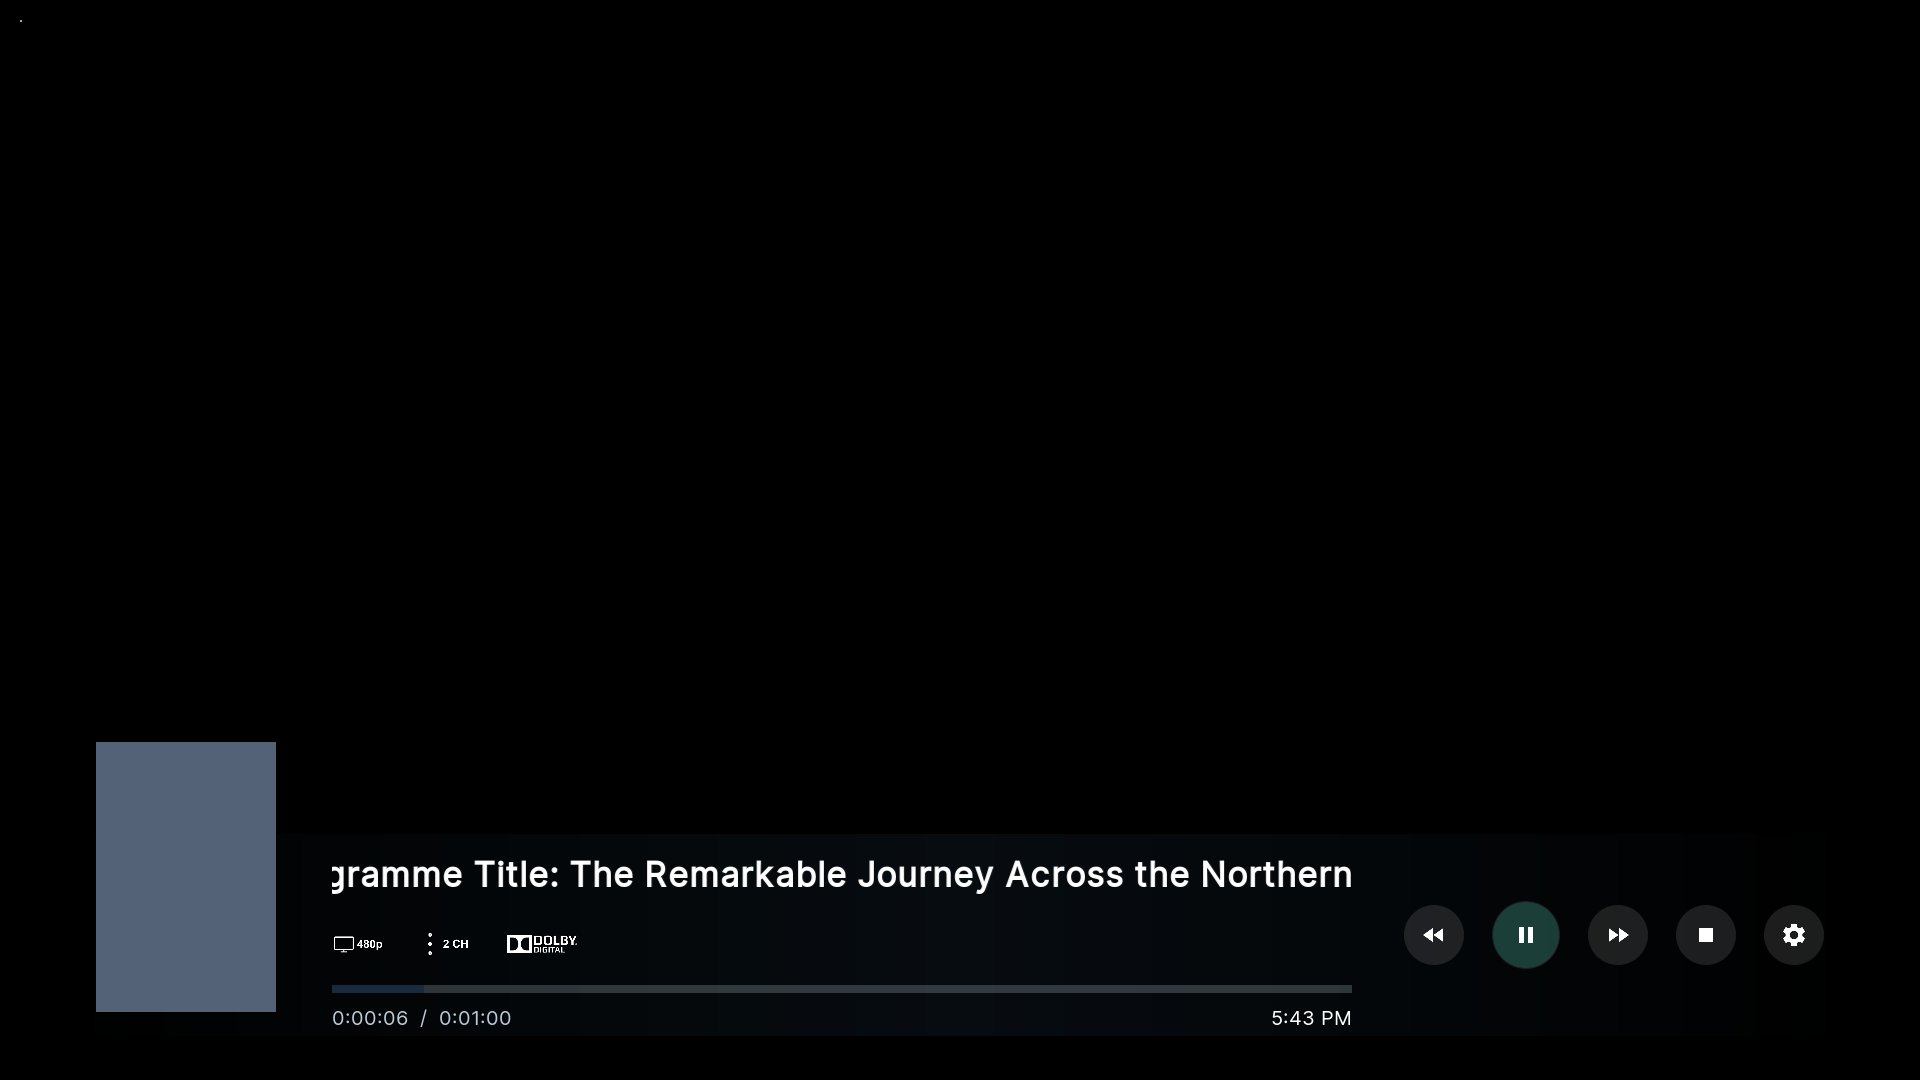 gramme Title: The Remarkable Journey Across the Northern
480p 2 CH DOLBY DIGITAL
0:00:06 / 0:01:00 5:43 PM